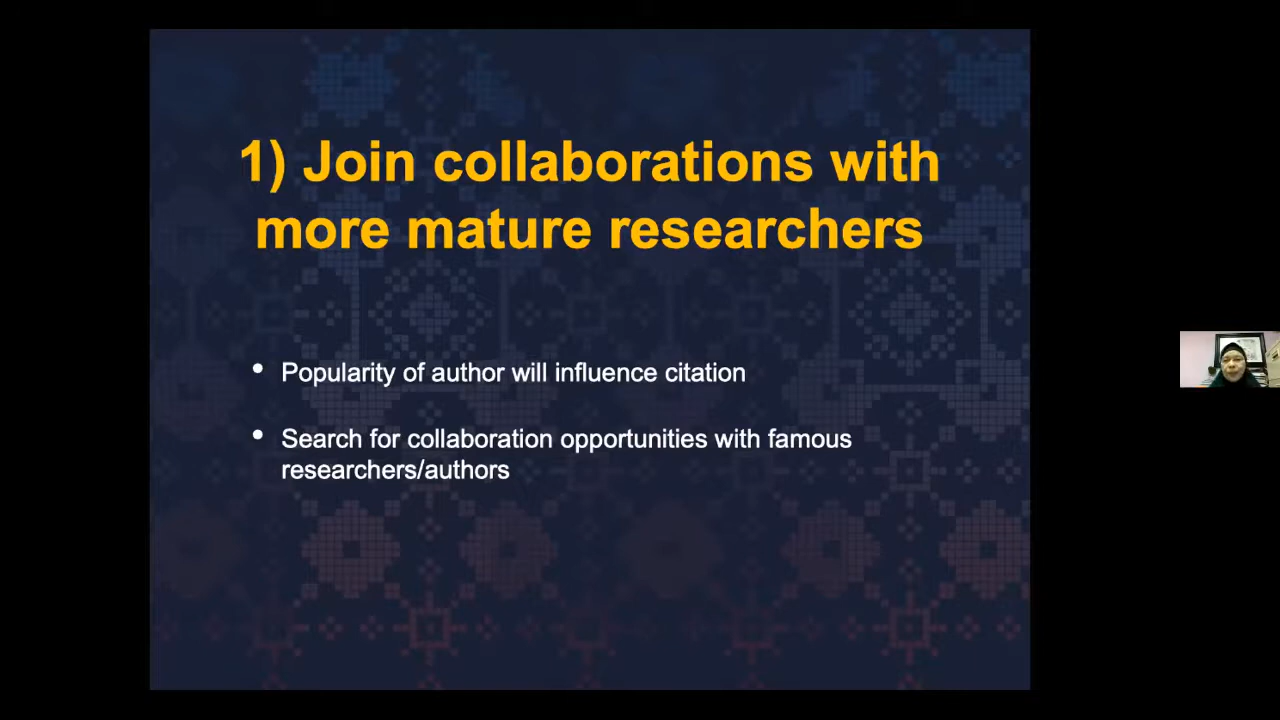 1) Join collaborations with
more mature researchers
• Popularity of author will influence citation
• Search for collaboration opportunities with famous
researchers/authors